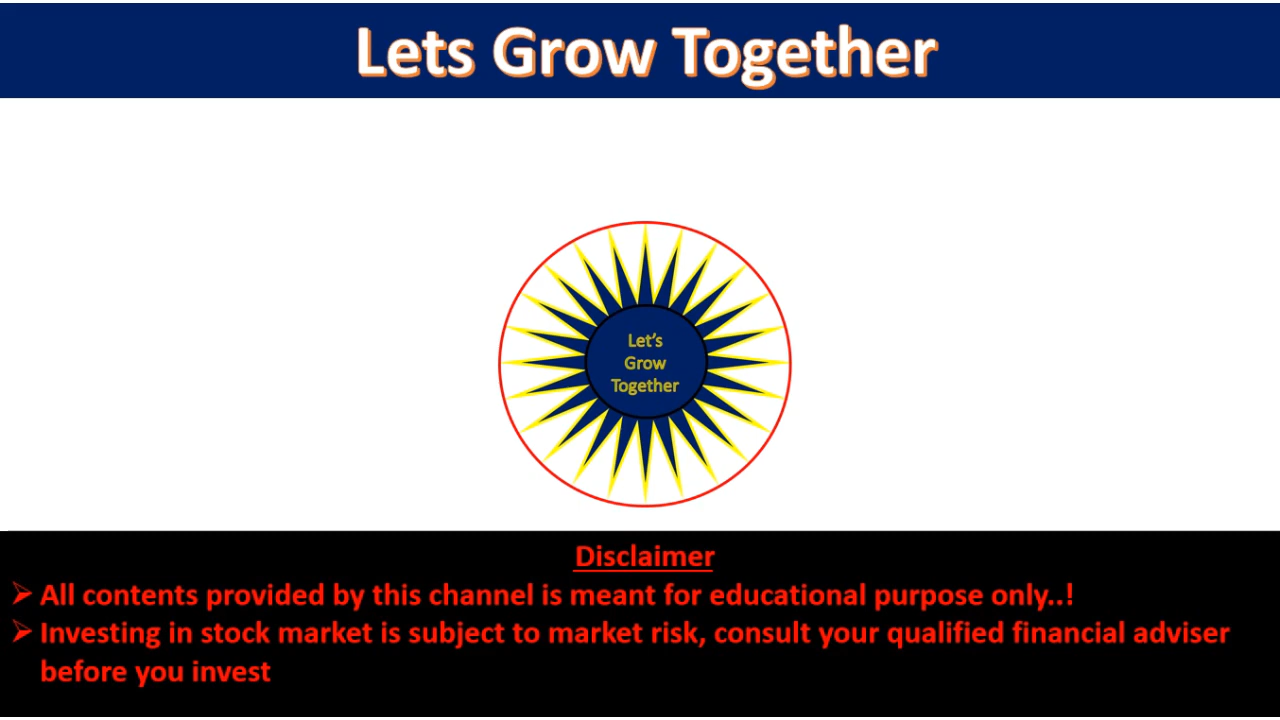 Lets Grow Together
Let's
Grow
Together
Disclaimer
➢ All contents provided by this channel is meant for educational purpose only..!
➢ Investing in stock market is subject to market risk, consult your qualified financial adviser
before you invest